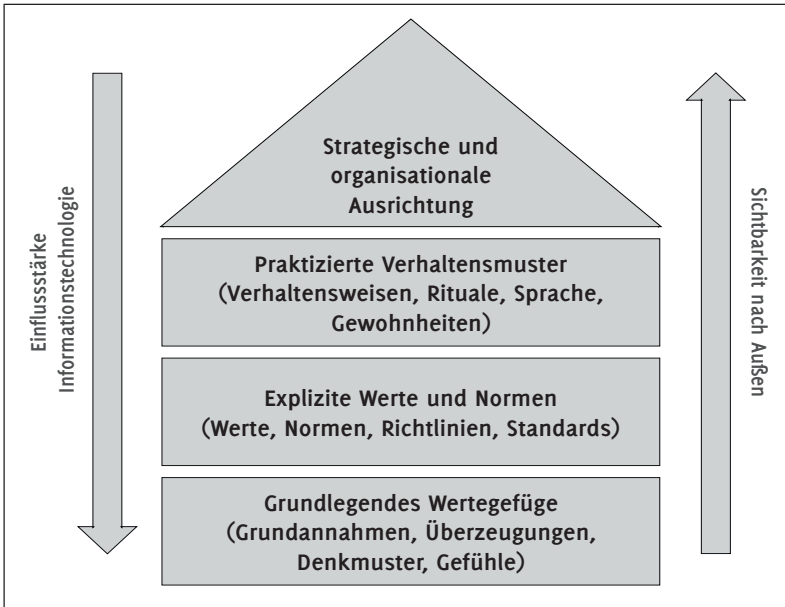 Strategische und
organisationale
Ausrichtung
Praktizierte Verhaltensmuster
(Verhaltensweisen, Rituale, Sprache,
Gewohnheiten)
Explizite Werte und Normen
(Werte, Normen, Richtlinien, Standards)
Grundlegendes Wertegefüge
(Grundannahmen, Überzeugungen,
Denkmuster, Gefühle)
Einflussstärke
Informationstechnologie
Sichtbarkeit nach Außen